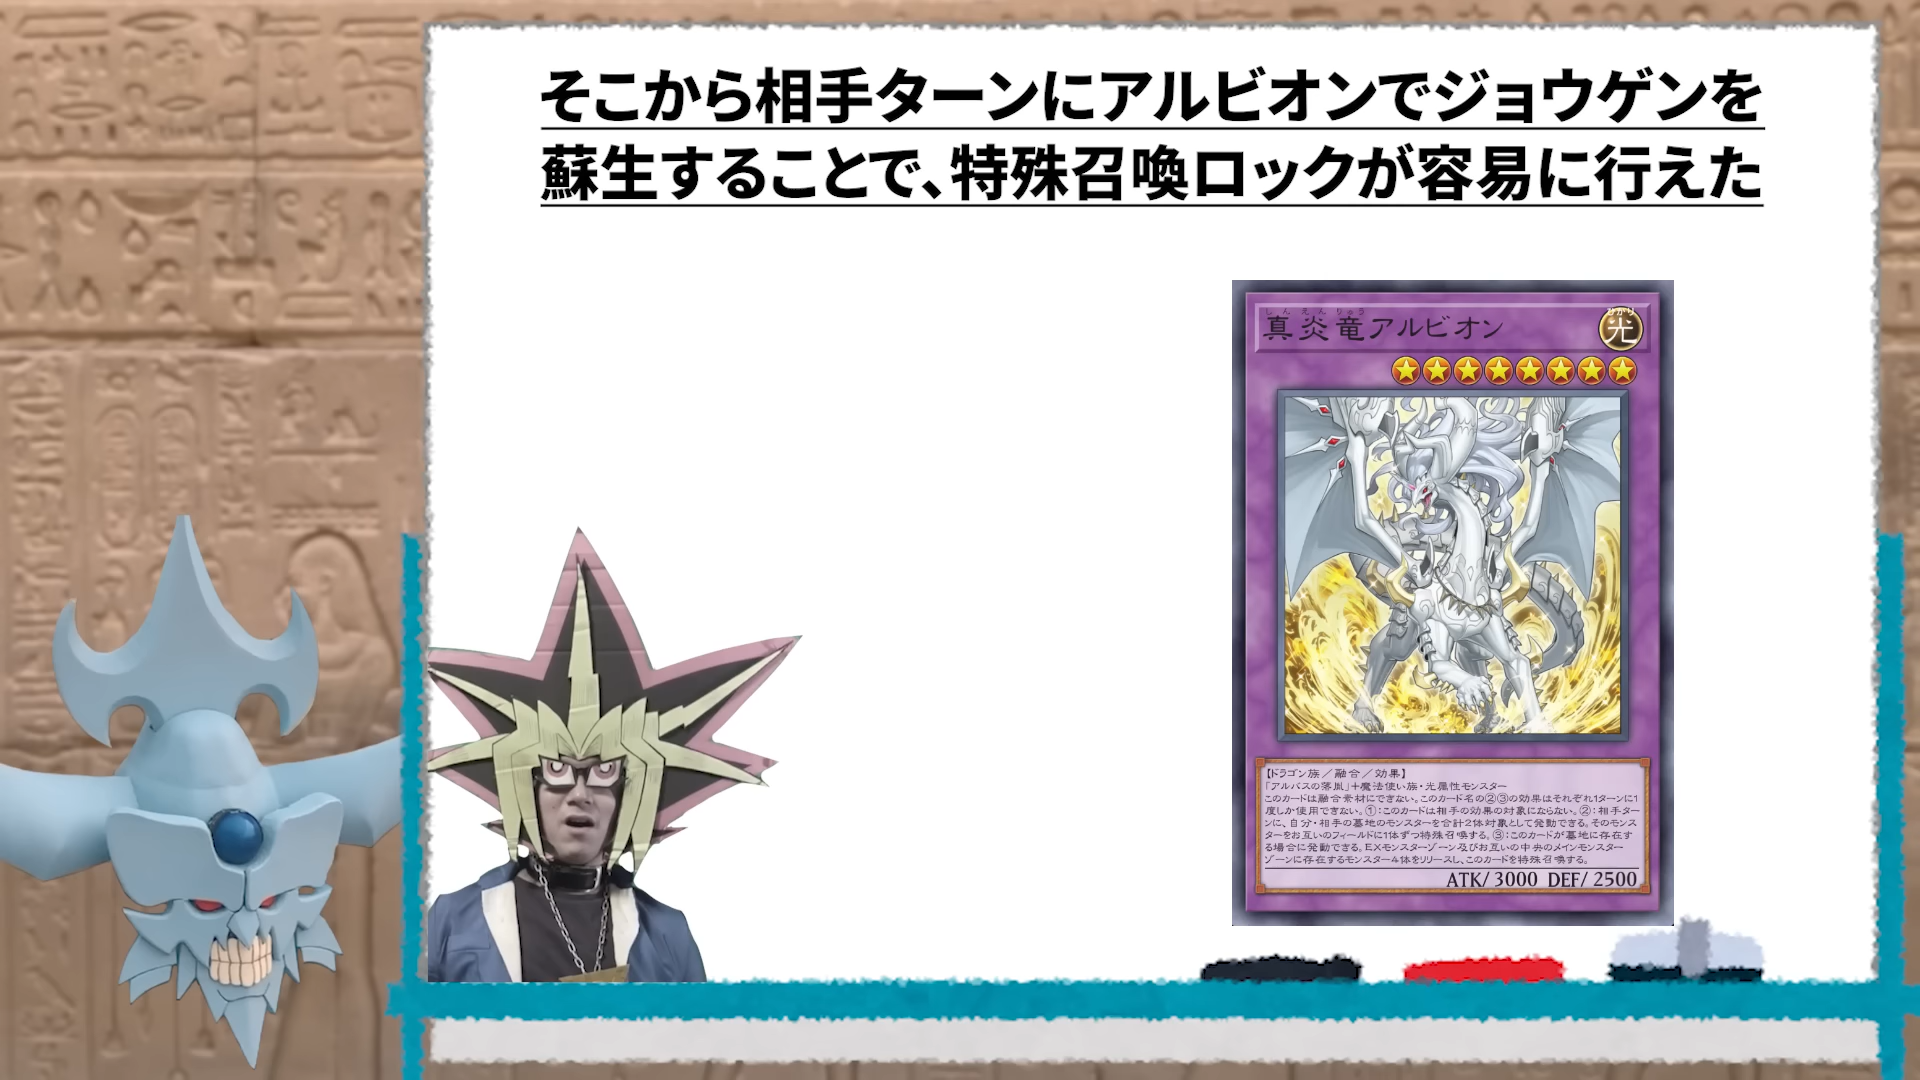 そこから相手ターンにアルビオンでジョウゲンを
蘇生することで、特殊召喚ロックが容易に行えた
しんえんりゅう
真炎竜アルビオン
ひかり
光
【ドラゴン族／融合／効果】
「アルバスの落胤」＋魔法使い族・光属性モンスター
このカードは融合素材にできない。このカード名の②③の効果はそれぞれ1ターンに1
度しか使用できない。①：このカードは相手の効果の対象にならない。②：相手ター
ンに、自分・相手の墓地のモンスターを合計2体対象として発動できる。そのモンス
ターをお互いのフィールドに1体ずつ特殊召喚する。③：このカードが墓地に存在す
る場合に発動できる。EXモンスターゾーン及びお互いの中央のメインモンスター
ゾーンに存在するモンスター4体をリリースし、このカードを特殊召喚する。
ATK/ 3000 DEF/ 2500